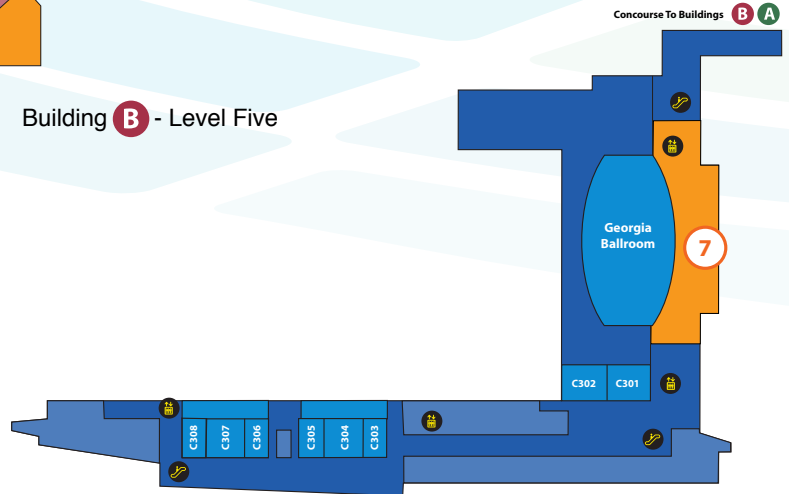 Concourse To Buildings B A
Building B - Level Five
Georgia
Ballroom
7
C302
C301
C308
C307
C306
C305
C304
C303